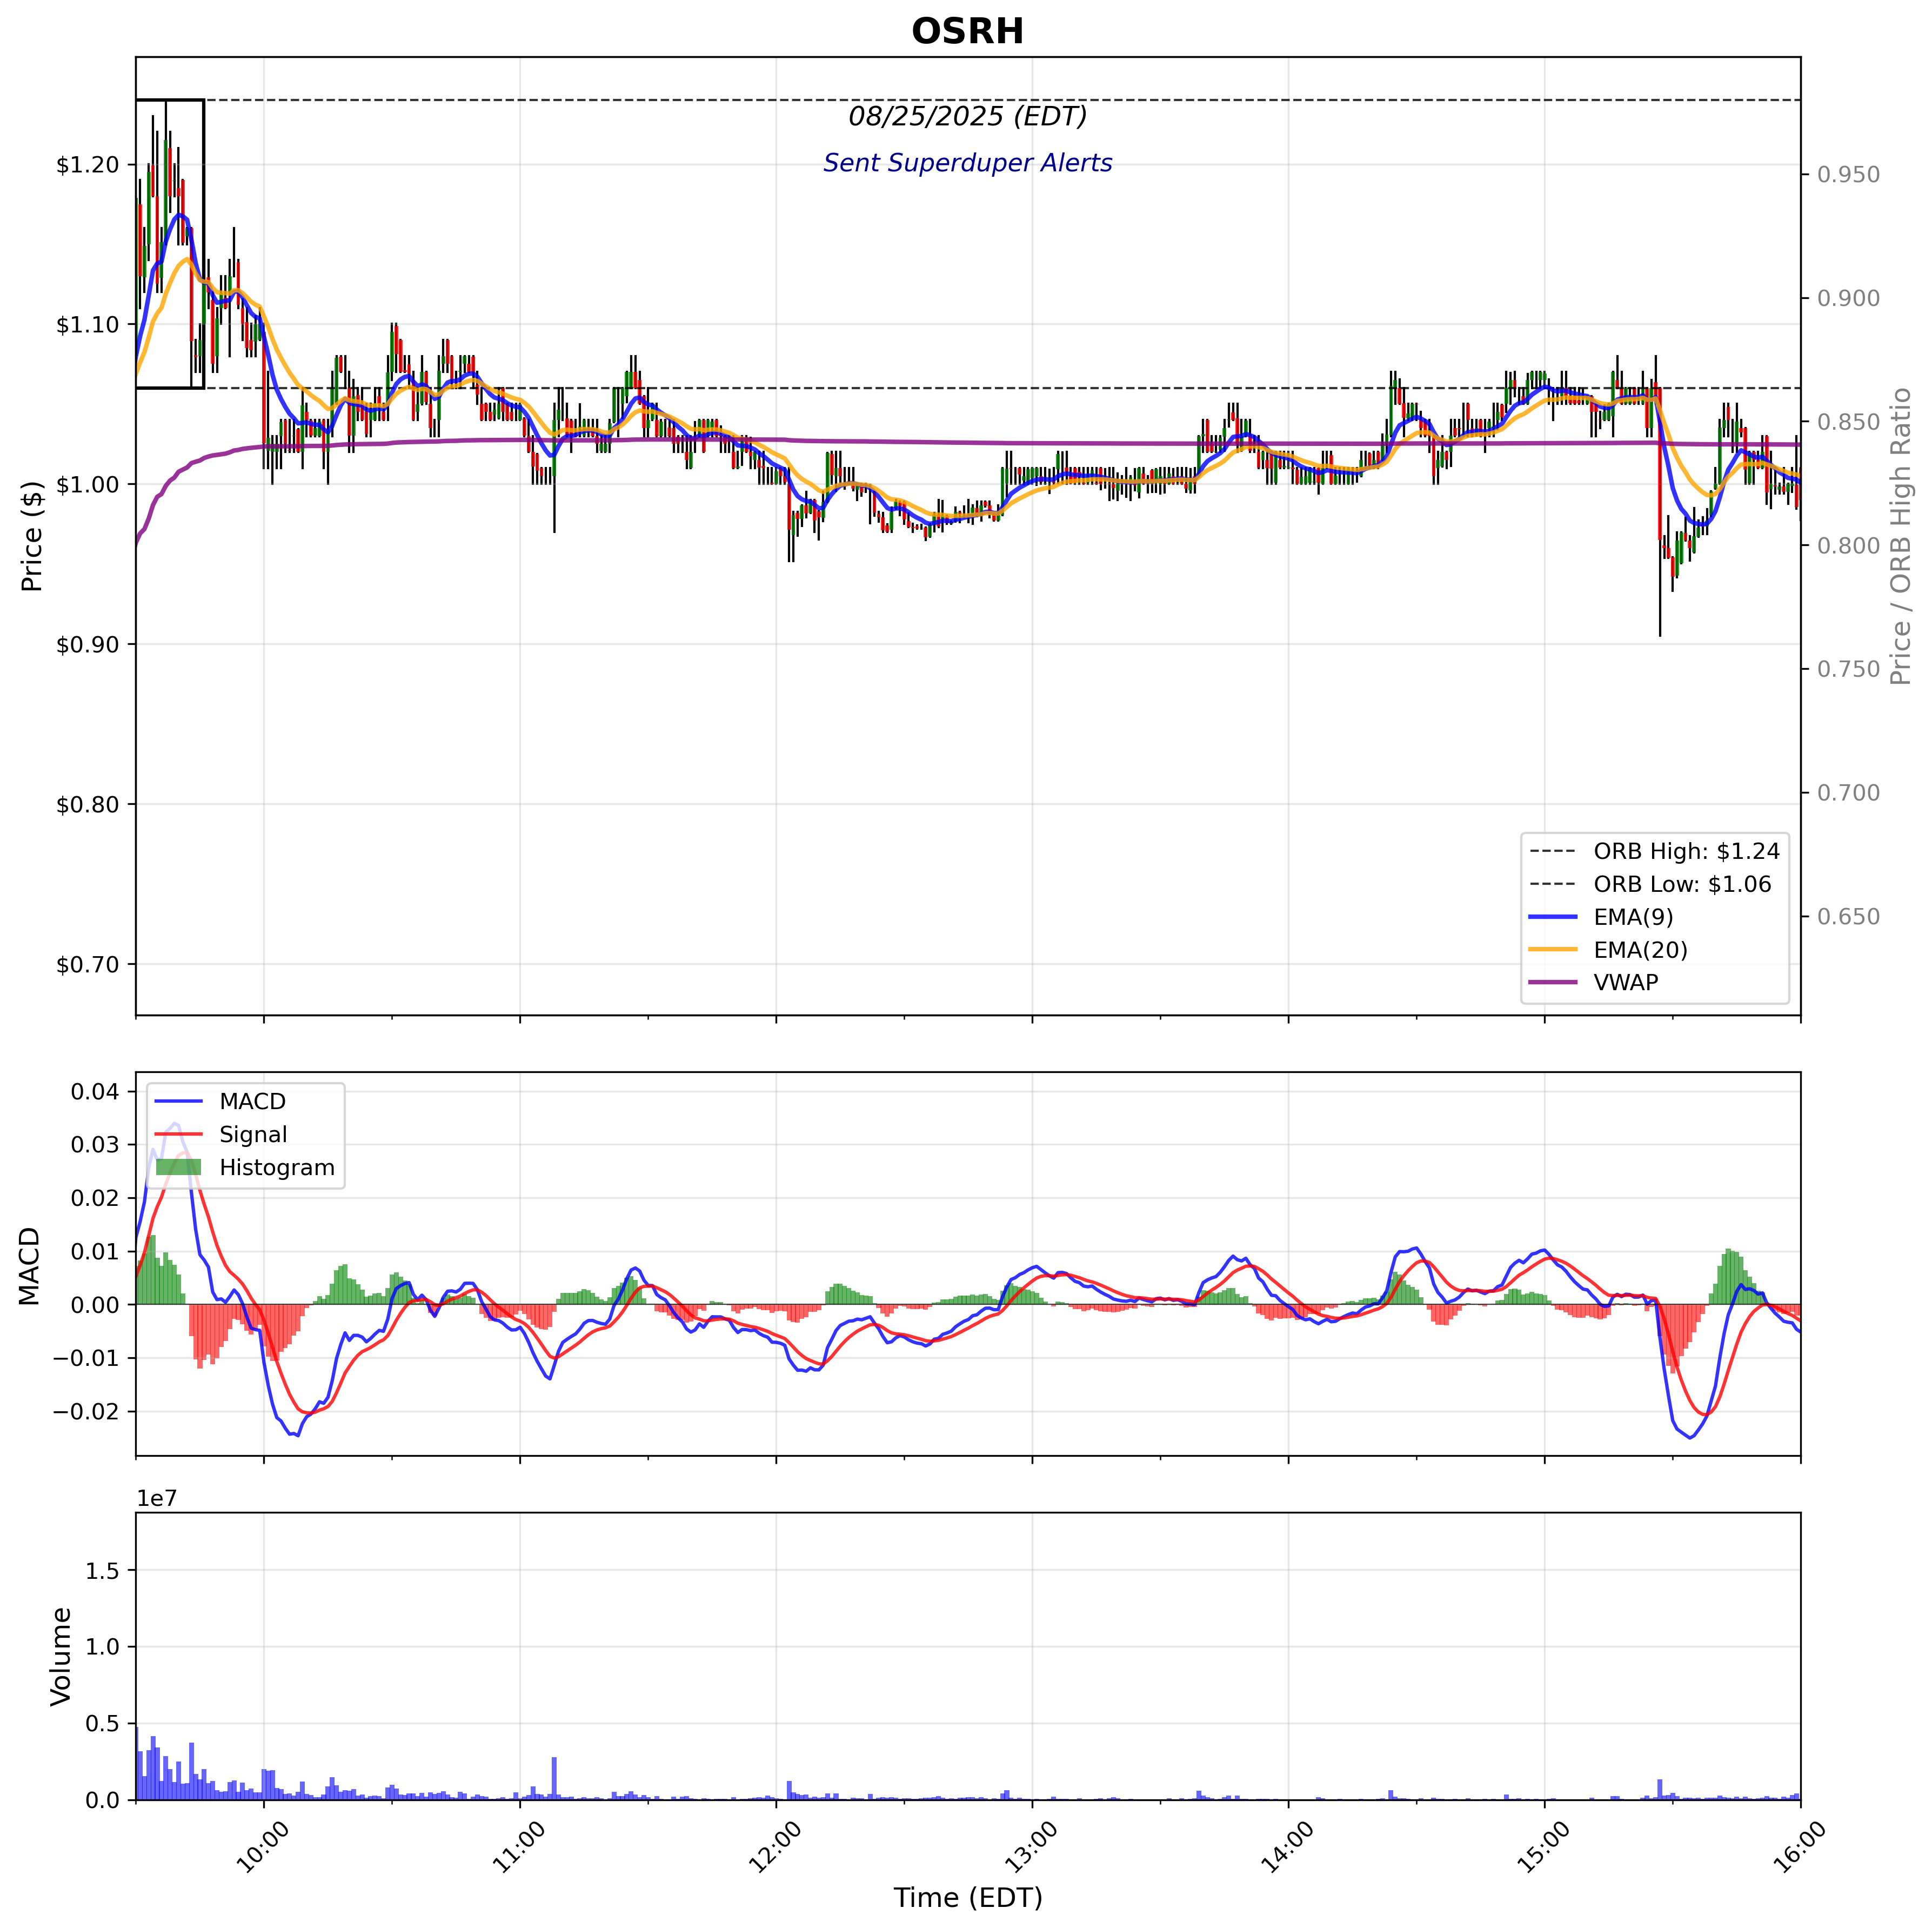 OSRH
08/25/2025 (EDT)
Sent Superduper Alerts
Price ($)
$1.20
$1.10
$1.00
$0.90
$0.80
$0.70
0.950
0.900
0.850
0.800
0.750
0.700
0.650
Price / ORB High Ratio
ORB High: $1.24
ORB Low: $1.06
EMA(9)
EMA(20)
VWAP
MACD
0.04
0.03
0.02
0.01
0.00
−0.01
−0.02
MACD
Signal
Histogram
1e7
Volume
1.5
1.0
0.5
0.0
10:00
11:00
12:00
13:00
14:00
15:00
16:00
Time (EDT)